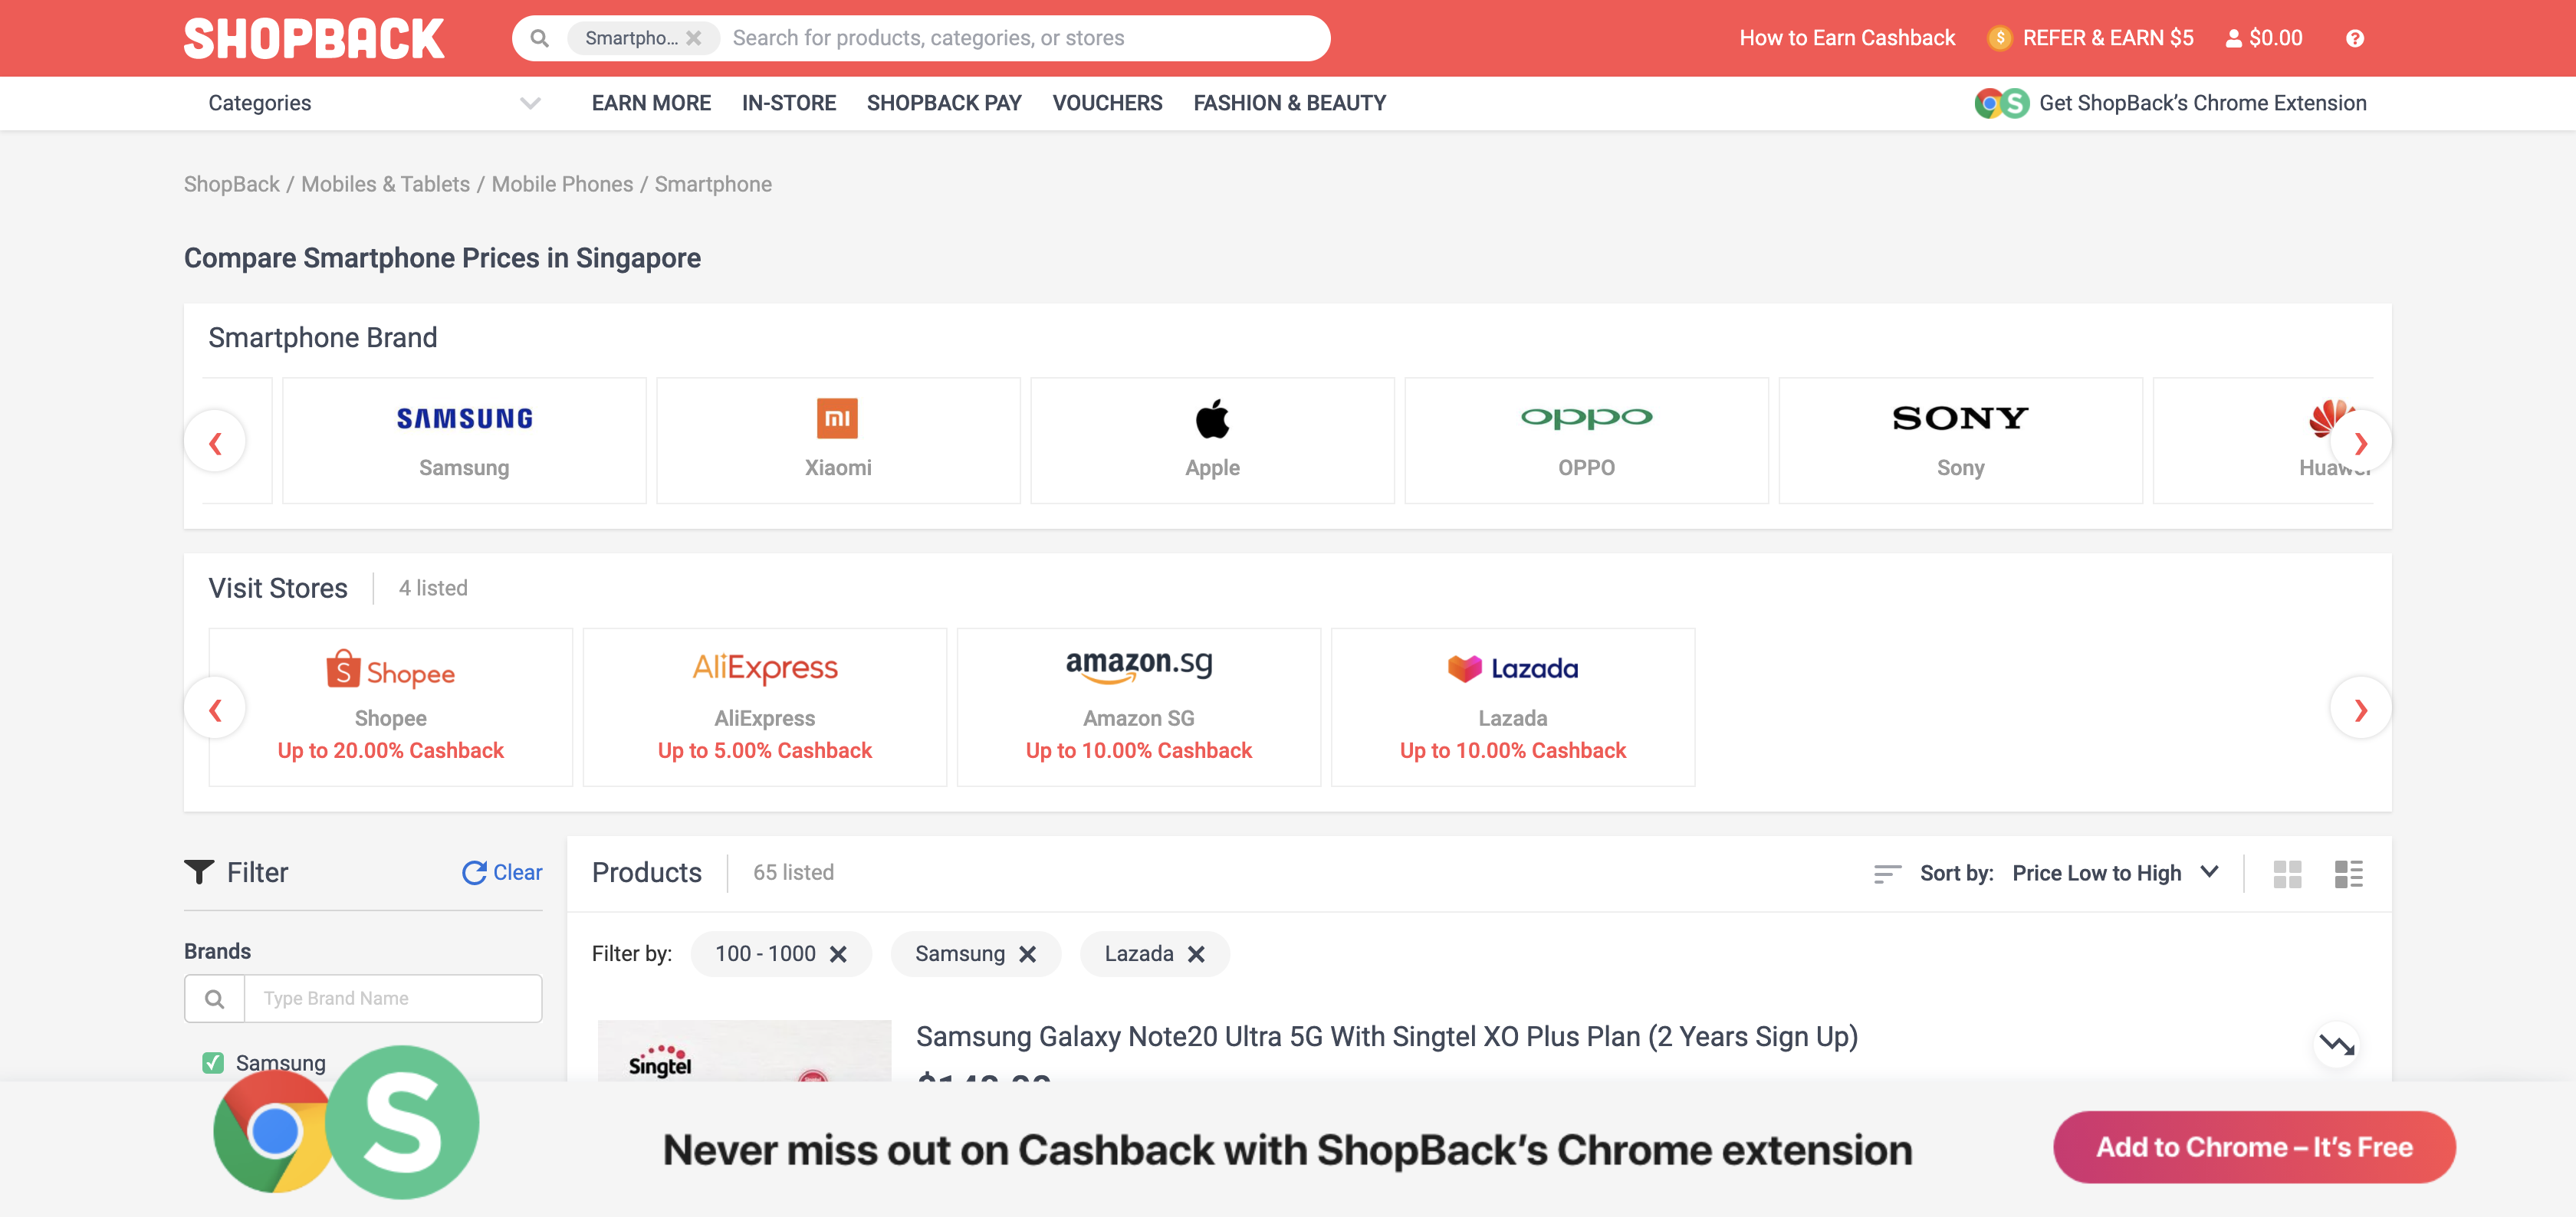 SHOPBACK
Smartpho...
Search for products, categories, or stores
How to Earn Cashback
REFER & EARN $5
$0.00
Categories
EARN MORE
IN-STORE
SHOPBACK PAY
VOUCHERS
FASHION & BEAUTY
Get ShopBack’s Chrome Extension
ShopBack / Mobiles & Tablets / Mobile Phones / Smartphone
Compare Smartphone Prices in Singapore
Smartphone Brand
SAMSUNG
Samsung
mi
Xiaomi
Apple
oppo
OPPO
SONY
Sony
Visit Stores
4 listed
Shopee
Shopee
Up to 20.00% Cashback
AliExpress
AliExpress
Up to 5.00% Cashback
amazon.sg
Amazon SG
Up to 10.00% Cashback
Lazada
Lazada
Up to 10.00% Cashback
Filter
Clear
Products
65 listed
Sort by: Price Low to High
Brands
Type Brand Name
Samsung
Filter by:
100 - 1000
Samsung
Lazada
Singtel
Samsung Galaxy Note20 Ultra 5G With Singtel XO Plus Plan (2 Years Sign Up)
S
Never miss out on Cashback with ShopBack’s Chrome extension
Add to Chrome – It’s Free